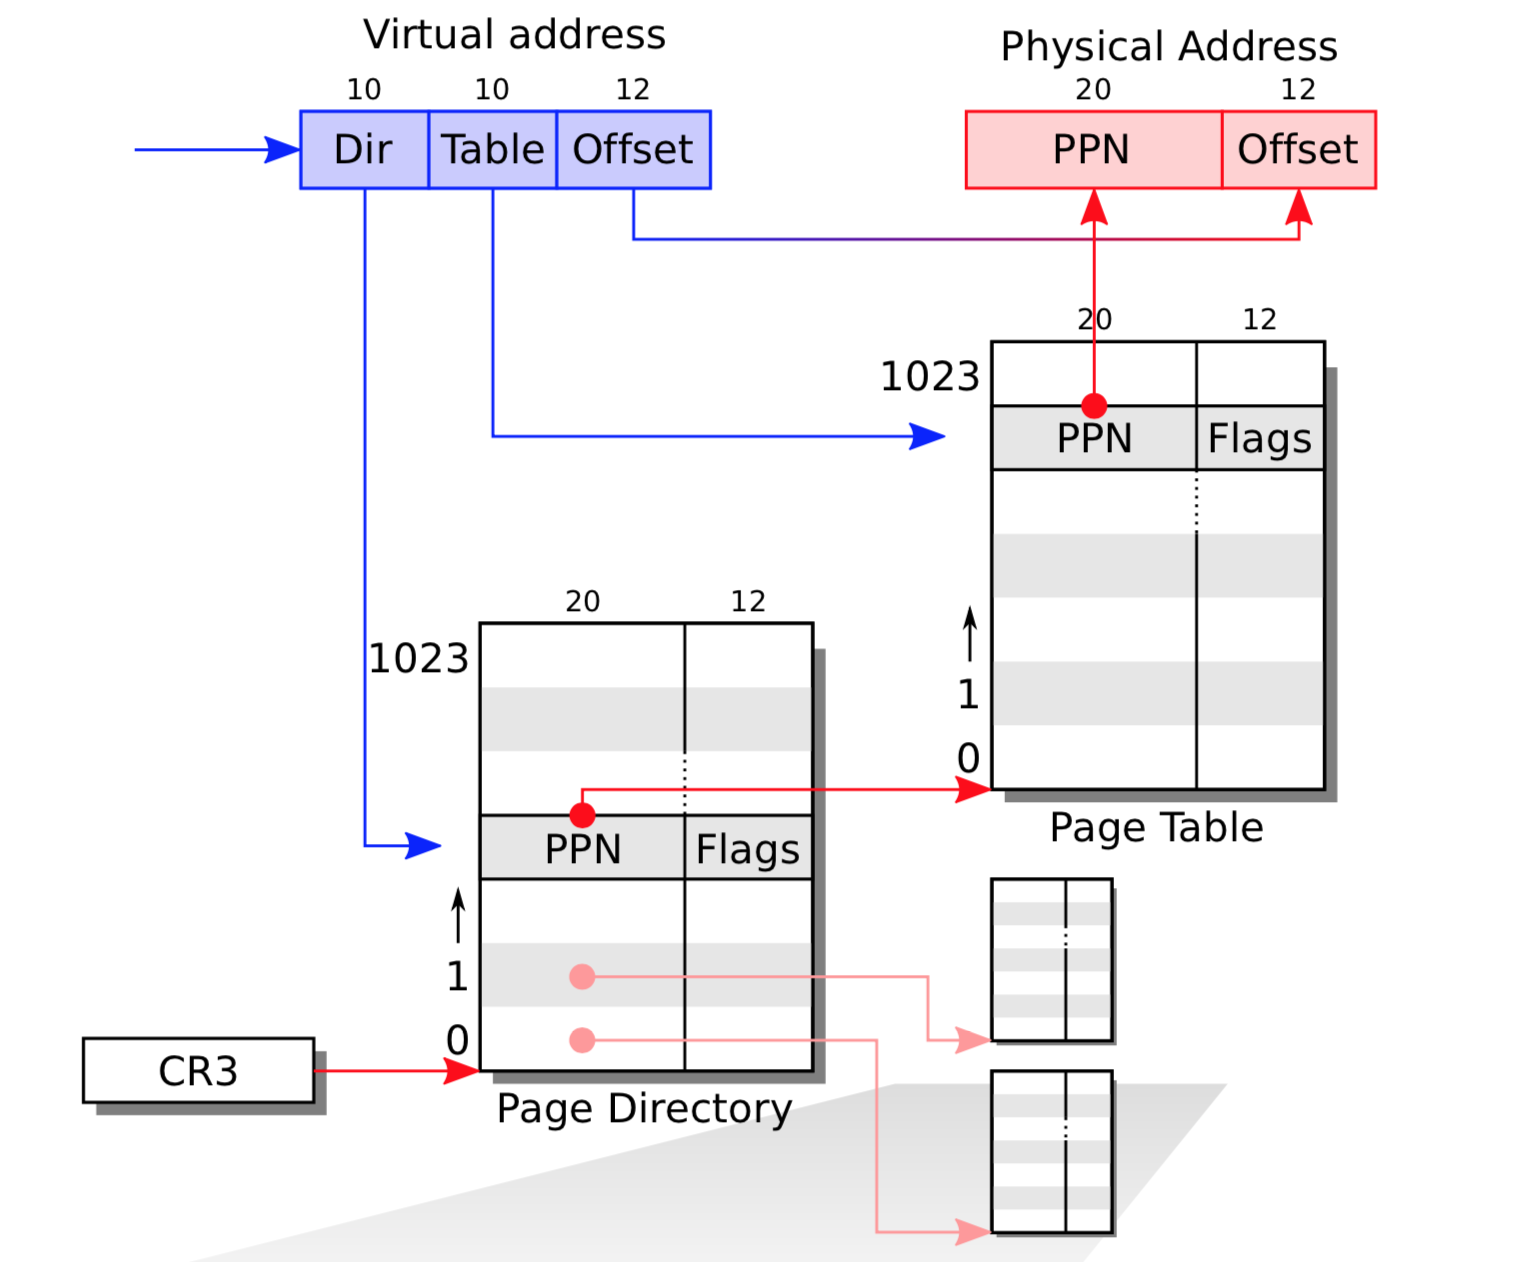 Virtual address
10 10 12
Dir Table Offset
Physical Address
20 12
PPN Offset
20 12
1023
PPN Flags
1
0
Page Table
20 12
1023
PPN Flags
1
0
Page Directory
CR3